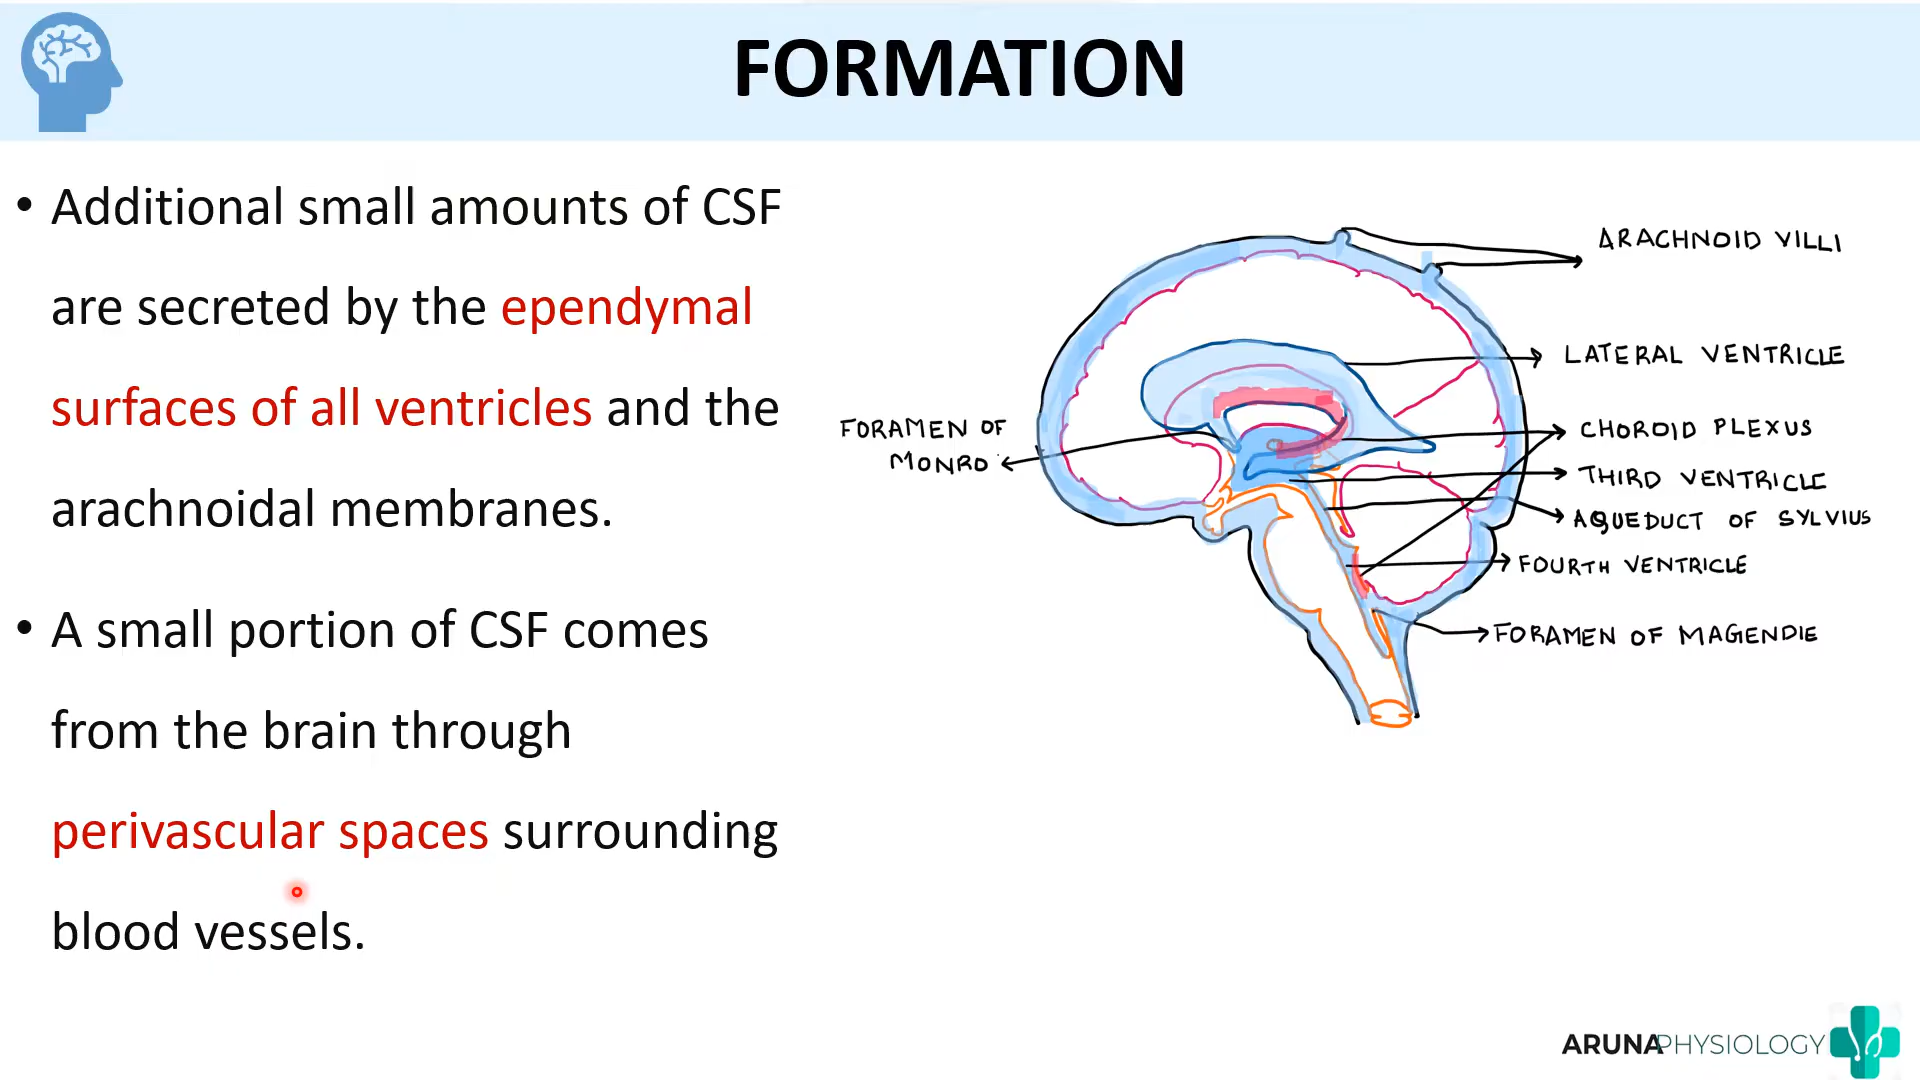 FORMATION
• Additional small amounts of CSF
are secreted by the ependymal
surfaces of all ventricles and the
arachnoidal membranes.
• A small portion of CSF comes
from the brain through
perivascular spaces surrounding
blood vessels.
ARACHNOID VILLI
LATERAL VENTRICLE
FORAMEN OF
MONRO
CHOROID PLEXUS
THIRD VENTRICLE
AQUEDUCT OF SYLVIUS
FOURTH VENTRICLE
FORAMEN OF MAGENDIE
ARUNAPHYSIOLOGY